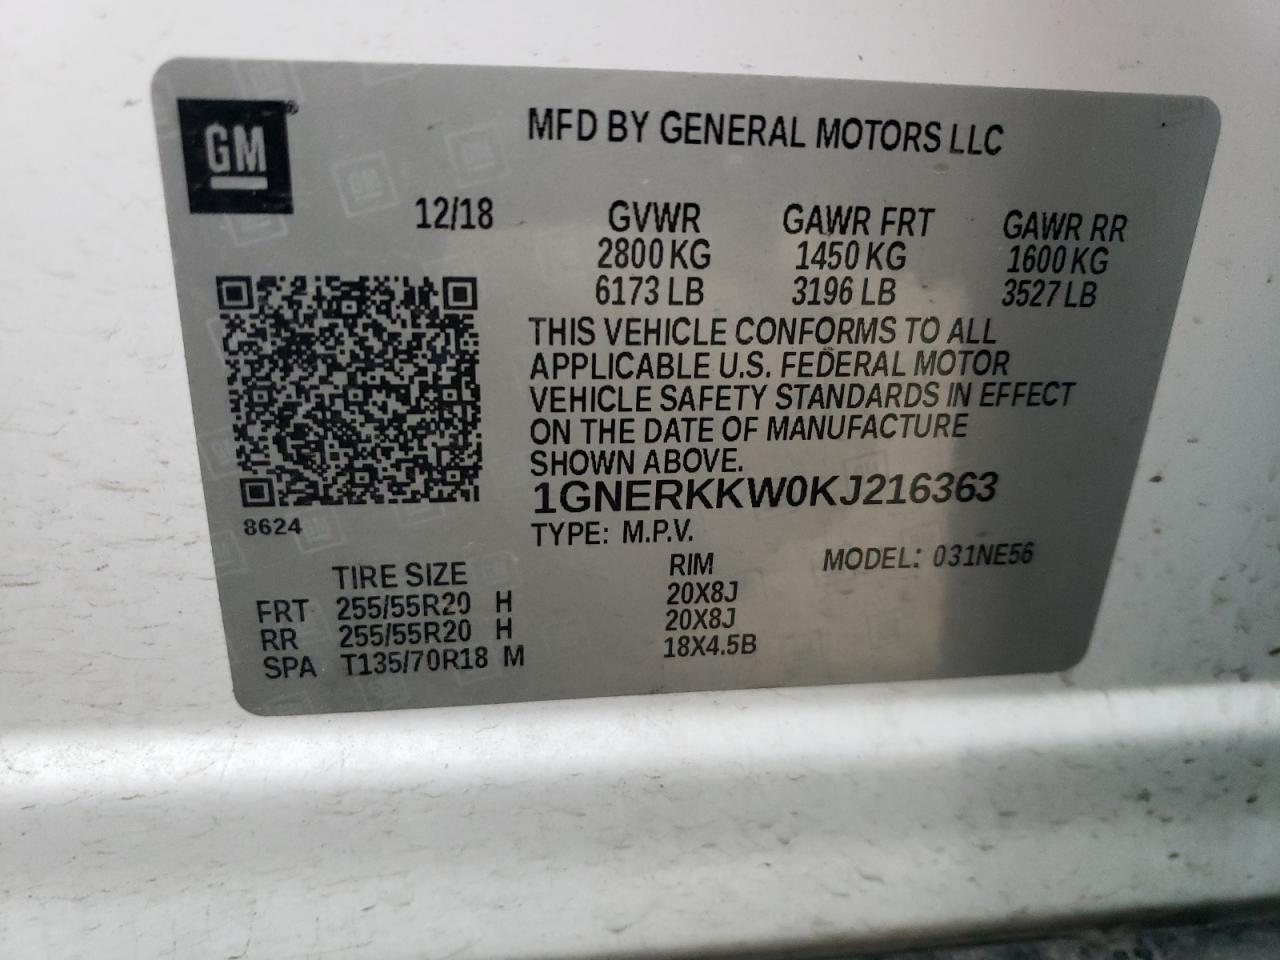 GM
MFD BY GENERAL MOTORS LLC
12/18 GVWR GAWR FRT GAWR RR
2800 KG 1450 KG 1600 KG
6173 LB 3196 LB 3527 LB
THIS VEHICLE CONFORMS TO ALL
APPLICABLE U.S. FEDERAL MOTOR
VEHICLE SAFETY STANDARDS IN EFFECT
ON THE DATE OF MANUFACTURE
SHOWN ABOVE.
1GNERKKW0KJ216363
8624
TYPE: M.P.V.
TIRE SIZE RIM MODEL: 031NE56
FRT 255/55R20 H 20X8J
RR 255/55R20 H 20X8J
SPA T135/70R18 M 18X4.5B